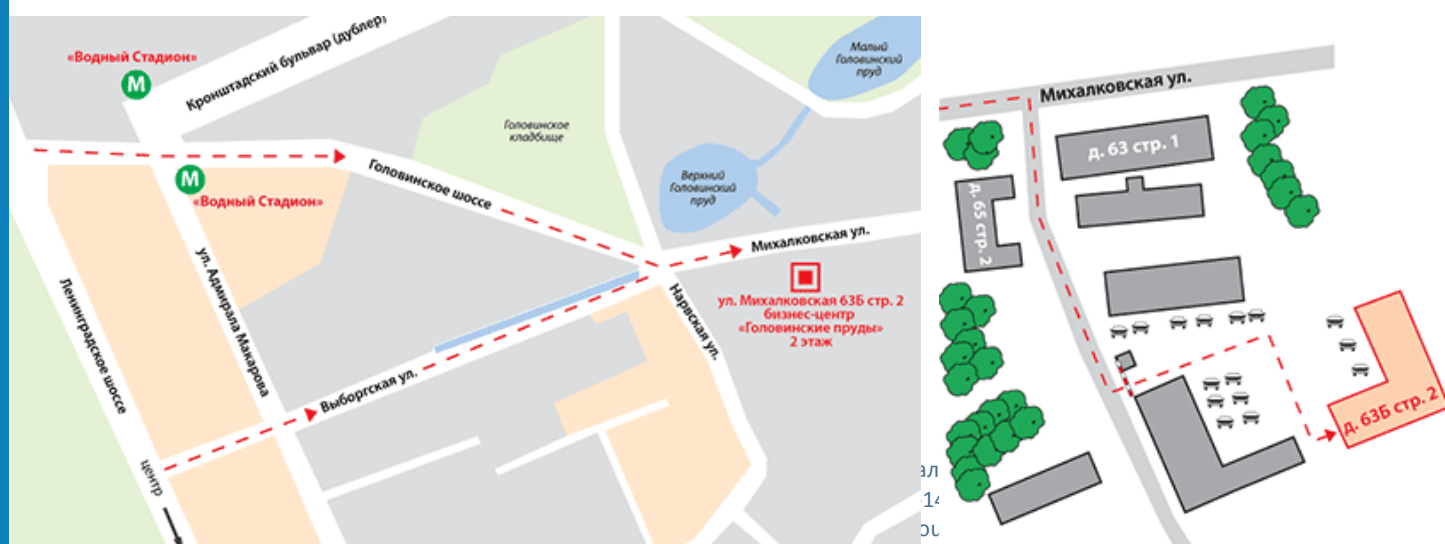 «Водный Стадион»
М
Кронштадский бульвар (дублер)
Малый
Головинский
пруд
Головинское
кладбище
М
«Водный Стадион»
Головинское шоссе
Верхний
Головинский
пруд
Михалковская ул.
ул. Михалковская 63Б стр. 2
бизнес-центр
«Головинские пруды»
2 этаж
Нарвская ул.
ул. Адмирала Макарова
Ленинградское шоссе
Выборгская ул.
центр
Михалковская ул.
д. 63 стр. 1
д. 65 стр. 2
д. 63Б стр. 2